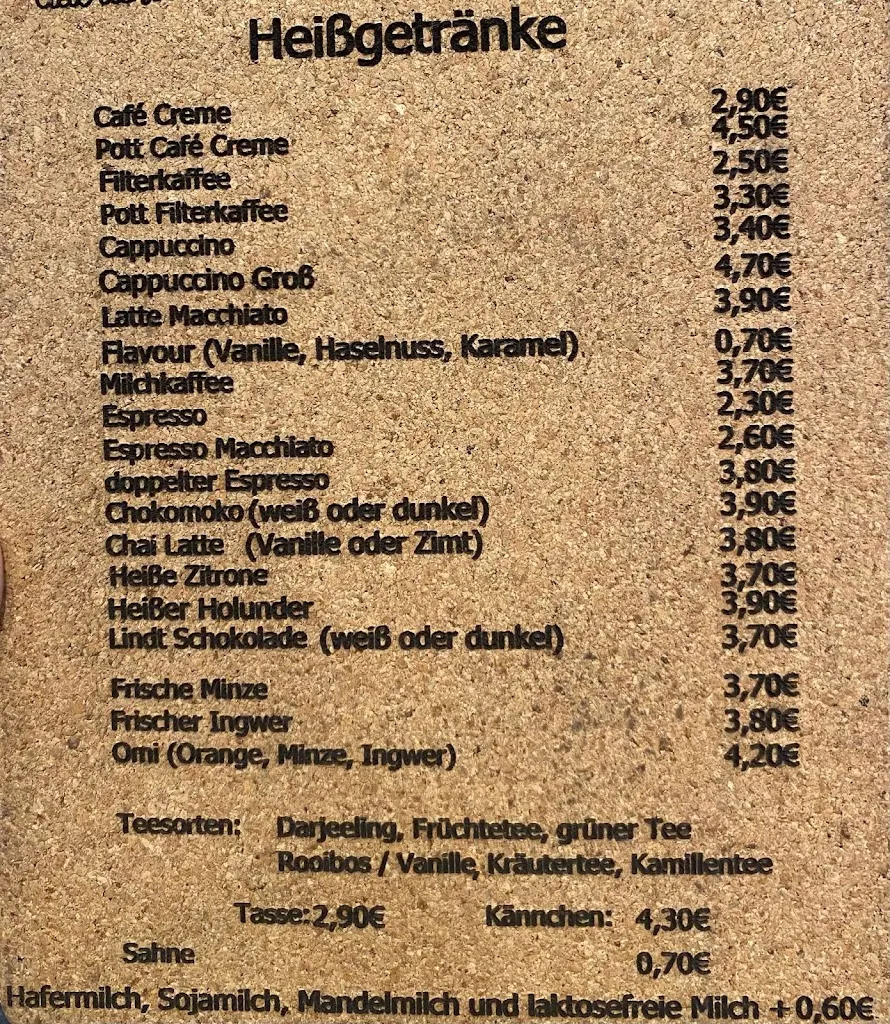 Heißgetränke
Café Creme 2,90€
Pott Café Creme 4,50€
Filterkaffee 2,50€
Pott Filterkaffee 3,30€
Cappuccino 3,40€
Cappuccino Groß 4,70€
Latte Macchiato 3,90€
Flavour (Vanille, Haselnuss, Karamel) 0,70€
Milchkaffee 3,70€
Espresso 2,30€
Espresso Macchiato 2,60€
doppelter Espresso 3,80€
Chokomoko (weiß oder dunkel) 3,90€
Chai Latte (Vanille oder Zimt) 3,80€
Heiße Zitrone 3,70€
Heißer Holunder 3,90€
Lindt Schokolade (weiß oder dunkel) 3,70€
Frische Minze 3,70€
Frischer Ingwer 3,80€
Omi (Orange, Minze, Ingwer) 4,20€
Teesorten: Darjeeling, Früchtetee, grüner Tee
Rooibos / Vanille, Kräutertee, Kamillentee
Tasse: 2,90€ Kännchen: 4,30€
Sahne 0,70€
Hafermilch, Sojamilch, Mandelmilch und laktosefreie Milch + 0,60€